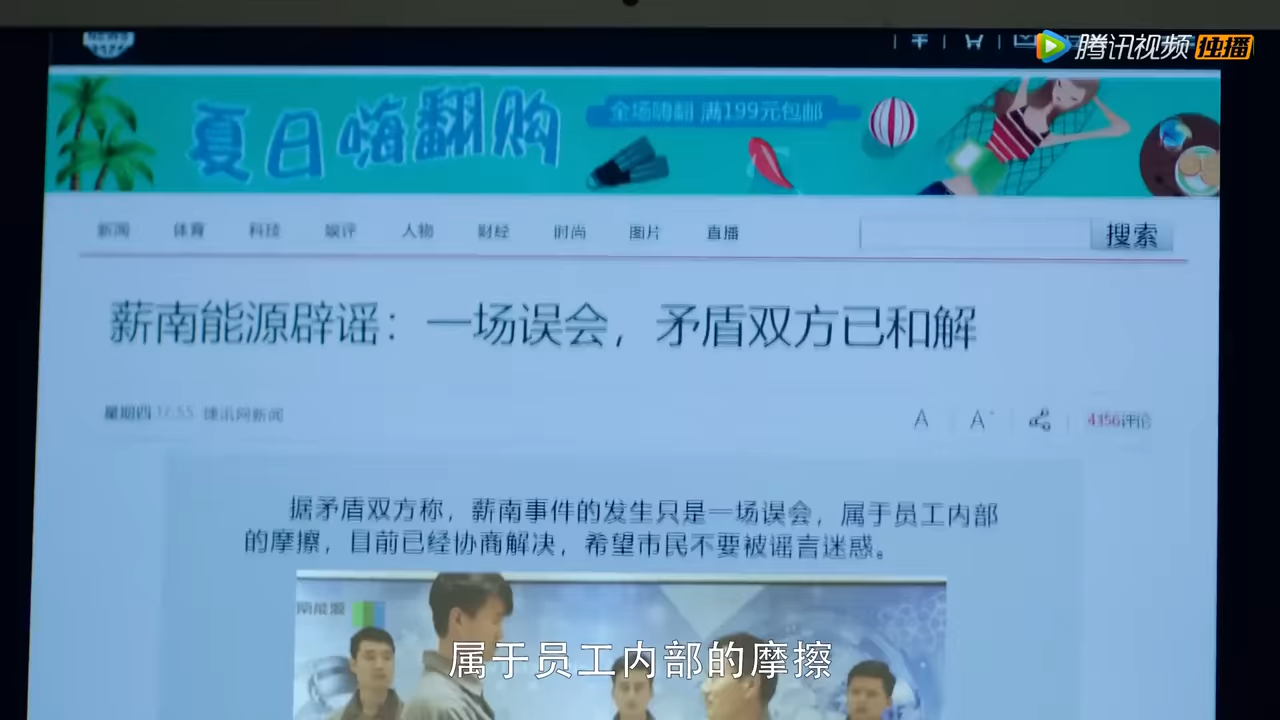 腾讯视频 独播
夏日嗨翻购
全场嗨翻 满199元包邮
新闻 体育 科技 娱评 人物 财经 时尚 图片 直播 搜索
薪南能源辟谣：一场误会，矛盾双方已和解
星期四 A A 4356评论
据矛盾双方称，薪南事件的发生只是一场误会，属于员工内部
的摩擦，目前已经协商解决，希望市民不要被谣言迷惑。
南能源
属于员工内部的摩擦